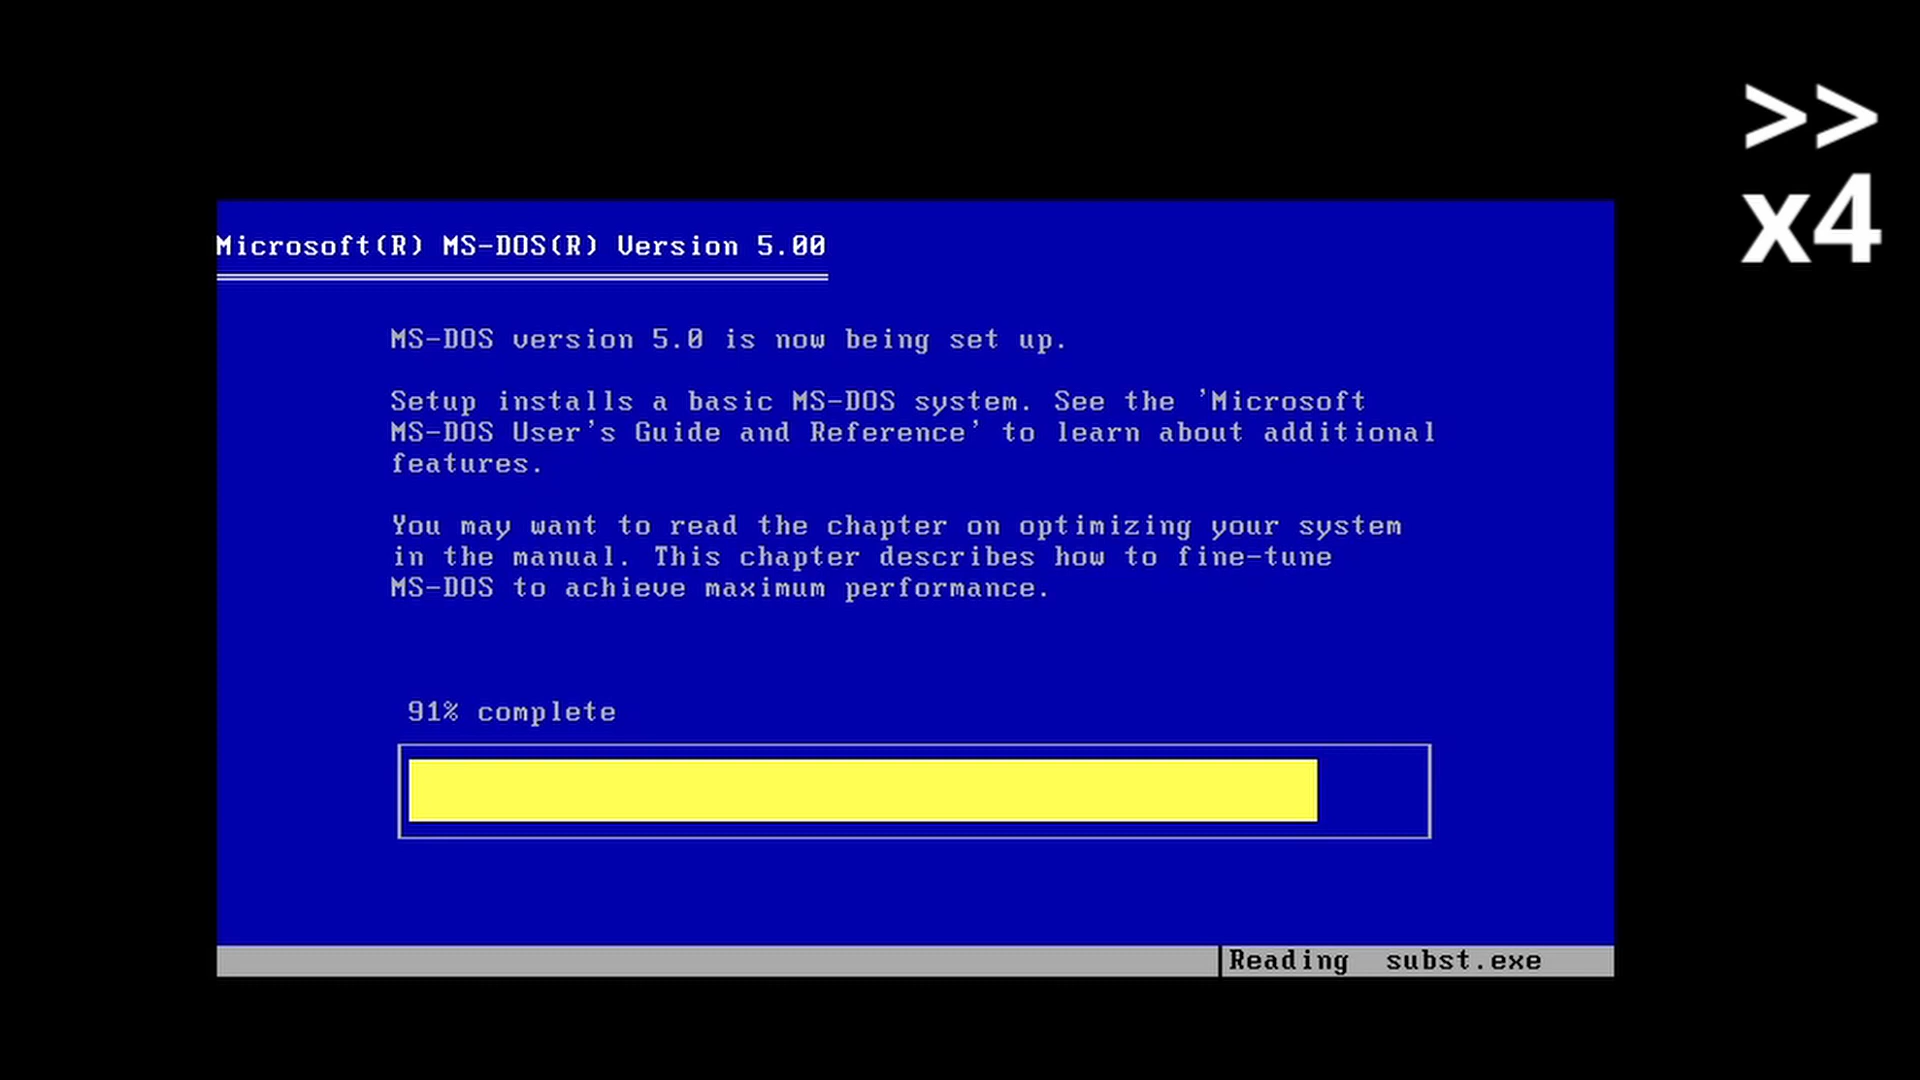 >>
x4
Microsoft(R) MS-DOS(R) Version 5.00
MS-DOS version 5.0 is now being set up.
Setup installs a basic MS-DOS system. See the 'Microsoft
MS-DOS User's Guide and Reference' to learn about additional
features.
You may want to read the chapter on optimizing your system
in the manual. This chapter describes how to fine-tune
MS-DOS to achieve maximum performance.
91% complete
Reading subst.exe